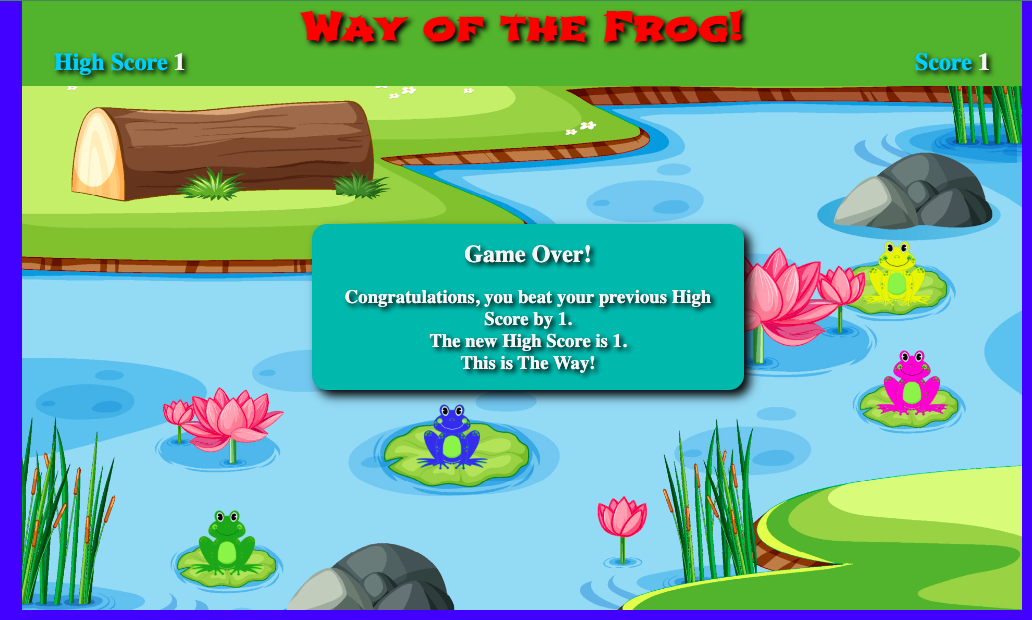 Way of the Frog!
High Score 1
Score 1
Game Over!
Congratulations, you beat your previous High
Score by 1.
The new High Score is 1.
This is The Way!